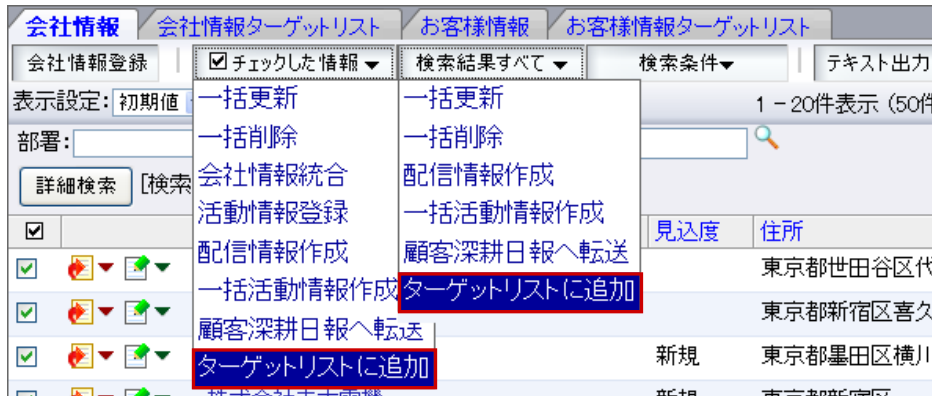 会社情報 会社情報ターゲットリスト お客様情報 お客様情報ターゲットリスト
会社情報登録 チェックした情報 検索結果すべて 検索条件 テキスト出力
表示設定: 初期値 1-20件表示 (50件
部署:
詳細検索 [検索
一括更新
一括削除
会社情報統合
活動情報登録
配信情報作成
一括活動情報作成
顧客深耕日報へ転送
ターゲットリストに追加
一括更新
一括削除
配信情報作成
一括活動情報作成
顧客深耕日報へ転送
ターゲットリストに追加
見込度 住所
東京都世田谷区代
東京都新宿区喜久
新規 東京都墨田区横川